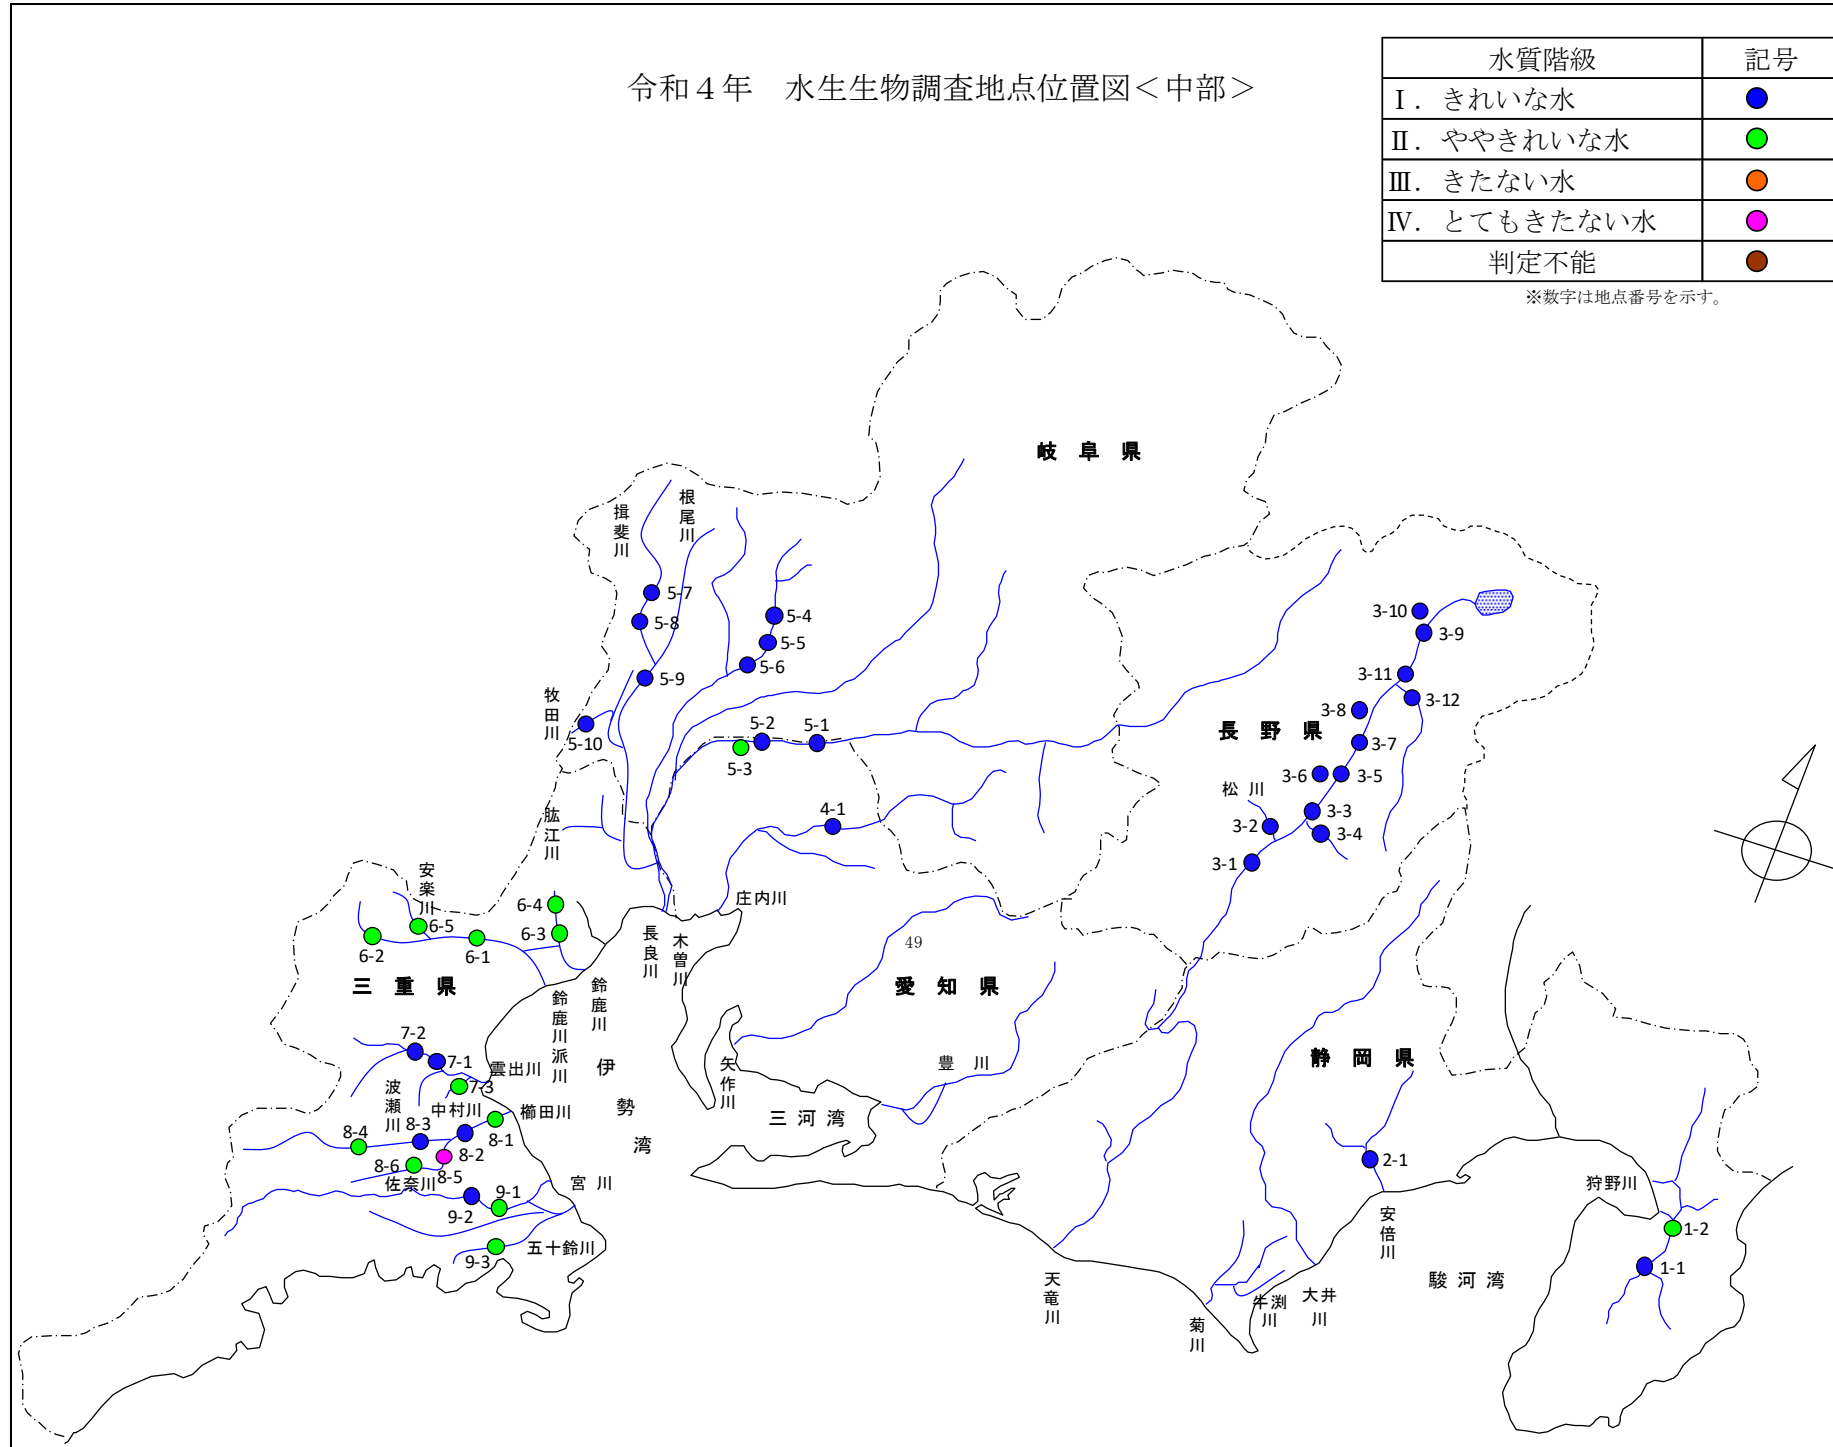 令和４年　水生生物調査地点位置図＜中部＞
水質階級 記号
Ⅰ．きれいな水
Ⅱ．ややきれいな水
Ⅲ．きたない水
Ⅳ．とてもきたない水
判定不能
※数字は地点番号を示す。
岐阜県
揖斐川
根尾川
5-7
5-8
5-9
5-4
5-5
5-6
牧田川
5-10
5-2
5-1
5-3
4-1
肱江川
長野県
3-10
3-9
3-11
3-12
3-8
3-7
3-6
3-5
松川
3-3
3-2
3-4
3-1
安楽川
6-5
6-4
6-3
6-2
6-1
三重県
庄内川
長良川
木曽川
鈴鹿川
鈴鹿川派川
49
愛知県
伊勢湾
矢作川
豊川
三河湾
静岡県
7-2
7-1
雲出川
7-3
波瀬川
中村川
櫛田川
8-3
8-1
8-4
8-2
8-6
8-5
佐奈川
宮川
9-1
9-2
五十鈴川
9-3
2-1
安倍川
狩野川
1-2
1-1
駿河湾
天竜川
菊川
牛渕川
大井川